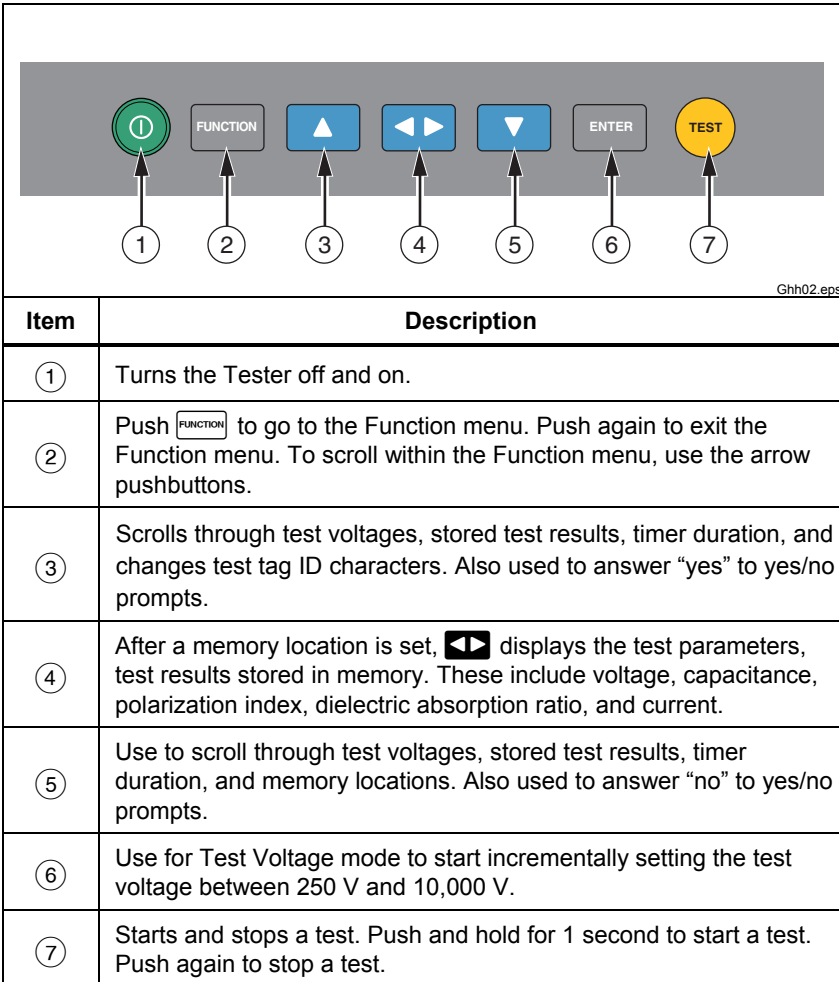 FUNCTION ENTER TEST
1 2 3 4 5 6 7
Ghh02.eps
Item Description
1 Turns the Tester off and on.
2 Push FUNCTION to go to the Function menu. Push again to exit the
Function menu. To scroll within the Function menu, use the arrow
pushbuttons.
3 Scrolls through test voltages, stored test results, timer duration, and
changes test tag ID characters. Also used to answer “yes” to yes/no
prompts.
4 After a memory location is set, ◀▶ displays the test parameters,
test results stored in memory. These include voltage, capacitance,
polarization index, dielectric absorption ratio, and current.
5 Use to scroll through test voltages, stored test results, timer
duration, and memory locations. Also used to answer “no” to yes/no
prompts.
6 Use for Test Voltage mode to start incrementally setting the test
voltage between 250 V and 10,000 V.
7 Starts and stops a test. Push and hold for 1 second to start a test.
Push again to stop a test.